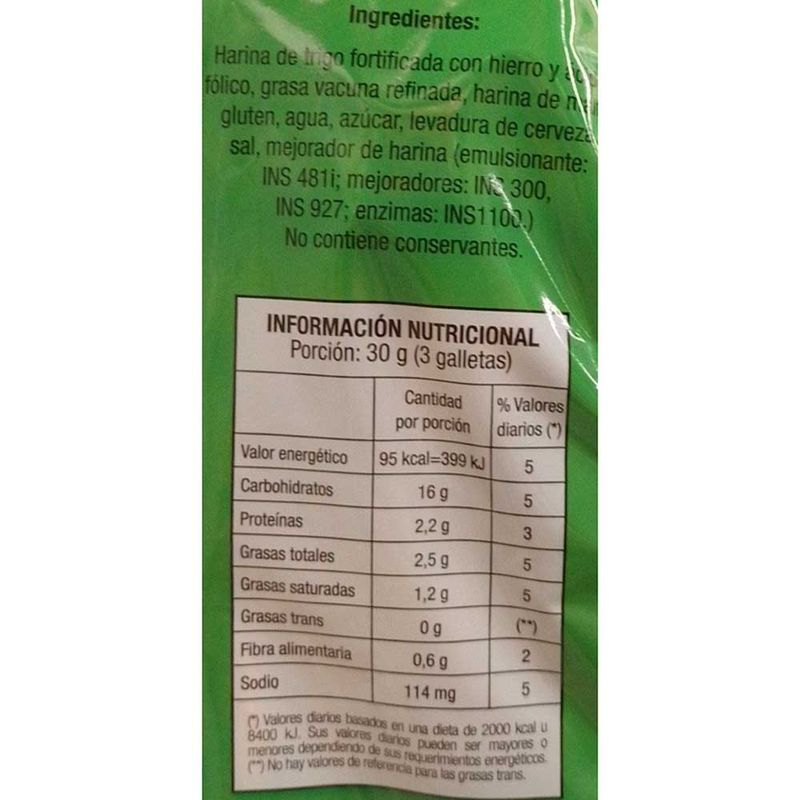 Ingredientes:
Harina de trigo fortificada con hierro y
fólico, grasa vacuna refinada, harina de
gluten, agua, azúcar, levadura de cerveza
sal, mejorador de harina (emulsionante:
INS 481i; mejoradores: INS 300,
INS 927; enzimas: INS1100.)
No contiene conservantes.
INFORMACIÓN NUTRICIONAL
Porción: 30 g (3 galletas)
Cantidad por porción % Valores diarios (*)
Valor energético 95 kcal=399 kJ 5
Carbohidratos 16 g 5
Proteínas 2,2 g 3
Grasas totales 2,5 g 5
Grasas saturadas 1,2 g 5
Grasas trans 0 g (**)
Fibra alimentaria 0,6 g 2
Sodio 114 mg 5
(*) Valores diarios basados en una dieta de 2000 kcal u
8400 kJ. Sus valores diarios pueden ser mayores o
menores dependiendo de sus requerimientos energéticos.
(**) No hay valores de referencia para las grasas trans.